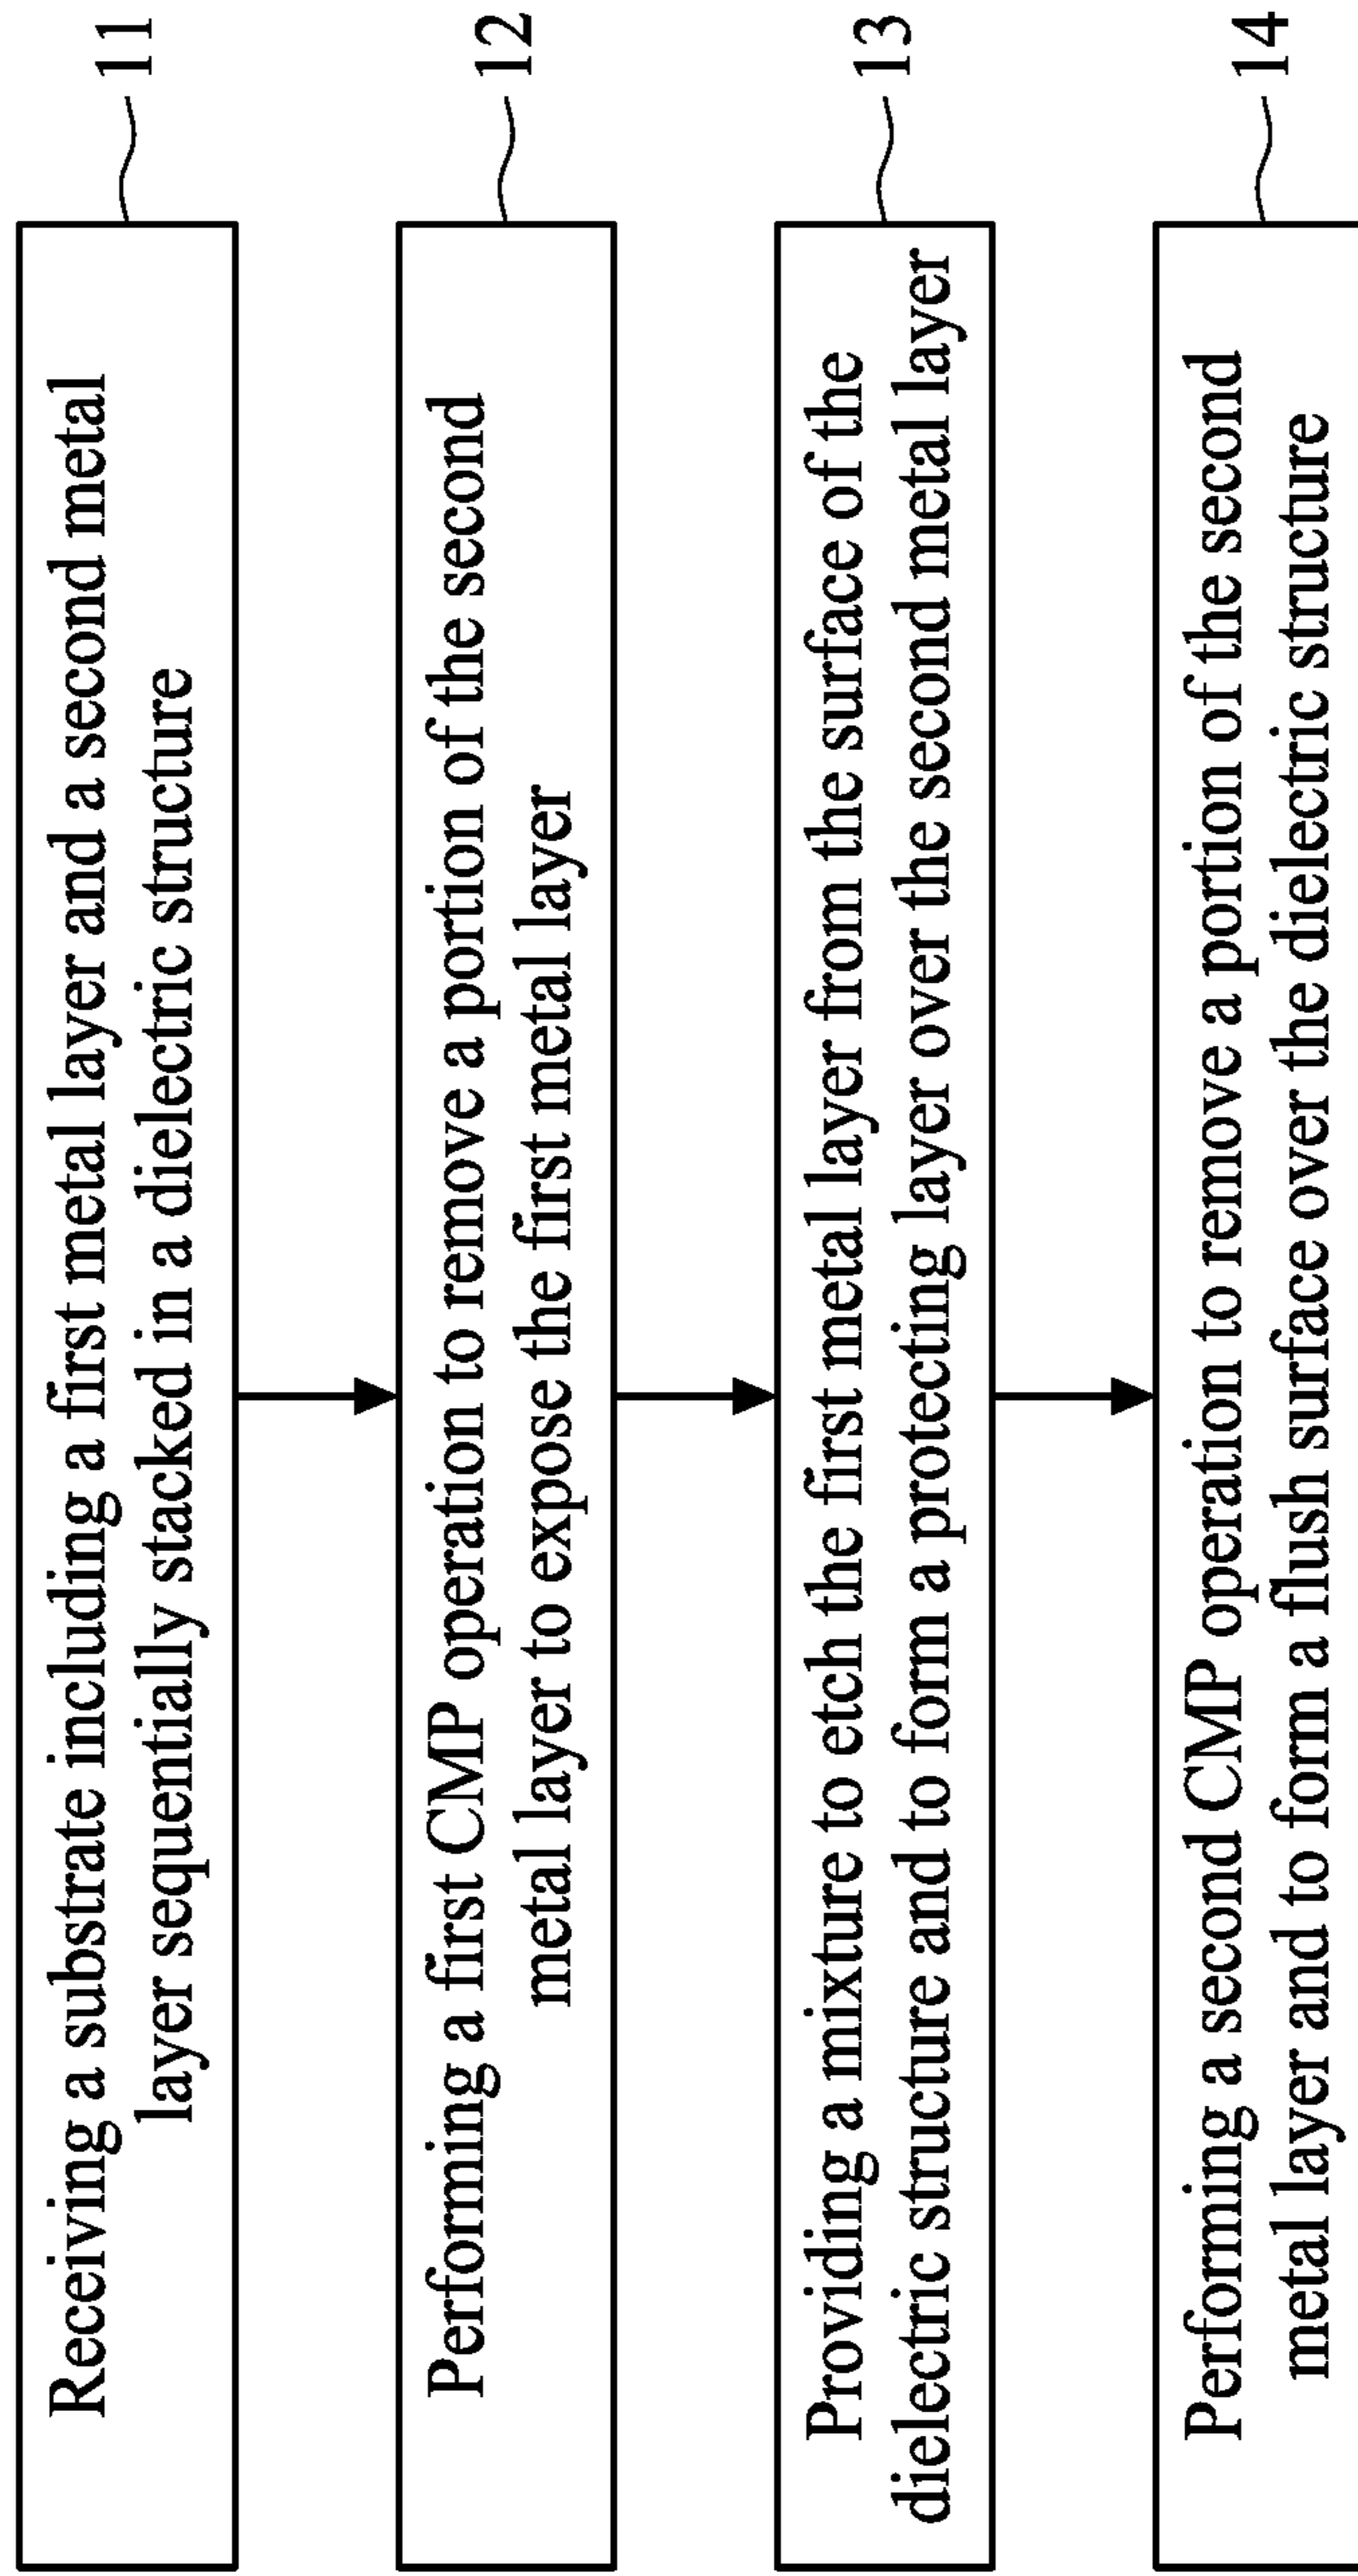 Receiving a substrate including a first metal layer and a second metal
layer sequentially stacked in a dielectric structure
11
Performing a first CMP operation to remove a portion of the second
metal layer to expose the first metal layer
12
Providing a mixture to etch the first metal layer from the surface of the
dielectric structure and to form a protecting layer over the second metal layer
13
Performing a second CMP operation to remove a portion of the second
metal layer and to form a flush surface over the dielectric structure
14